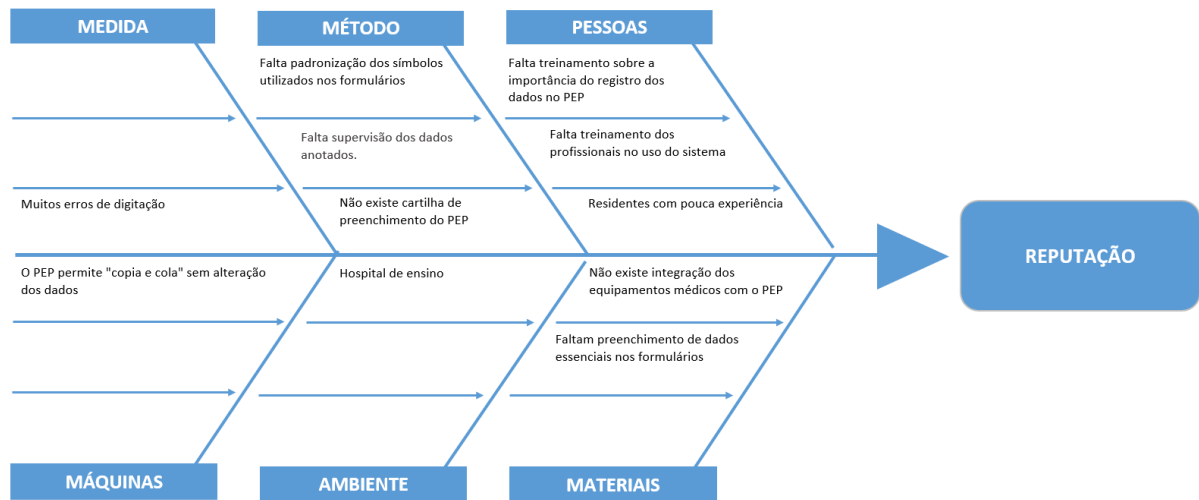 MEDIDA
MÉTODO
PESSOAS
Falta padronização dos símbolos
utilizados nos formulários
Falta treinamento sobre a
importância do registro dos
dados no PEP
Falta supervisão dos dados
anotados.
Falta treinamento dos
profissionais no uso do sistema
Muitos erros de digitação
Não existe cartilha de
preenchimento do PEP
Residentes com pouca experiência
REPUTAÇÃO
O PEP permite "copia e cola" sem alteração
dos dados
Hospital de ensino
Não existe integração dos
equipamentos médicos com o PEP
Faltam preenchimento de dados
essenciais nos formulários
MÁQUINAS
AMBIENTE
MATERIAIS